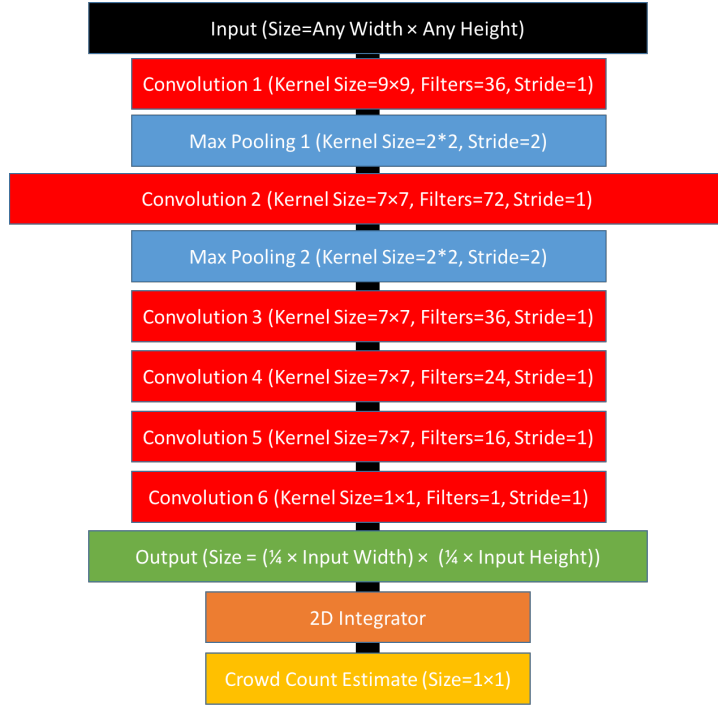 Input (Size=Any Width × Any Height)
Convolution 1 (Kernel Size=9×9, Filters=36, Stride=1)
Max Pooling 1 (Kernel Size=2*2, Stride=2)
Convolution 2 (Kernel Size=7×7, Filters=72, Stride=1)
Max Pooling 2 (Kernel Size=2*2, Stride=2)
Convolution 3 (Kernel Size=7×7, Filters=36, Stride=1)
Convolution 4 (Kernel Size=7×7, Filters=24, Stride=1)
Convolution 5 (Kernel Size=7×7, Filters=16, Stride=1)
Convolution 6 (Kernel Size=1×1, Filters=1, Stride=1)
Output (Size = (¼ × Input Width) × (¼ × Input Height))
2D Integrator
Crowd Count Estimate (Size=1×1)